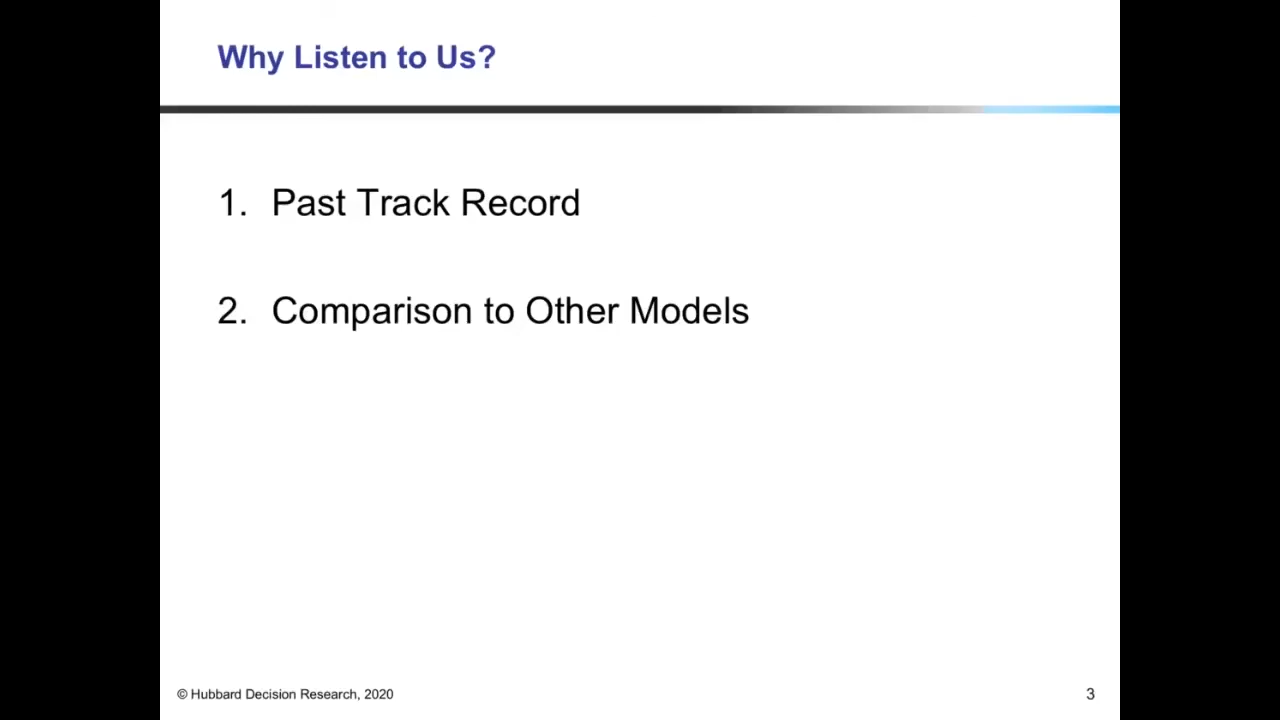 Why Listen to Us?
1. Past Track Record
2. Comparison to Other Models
© Hubbard Decision Research, 2020
3